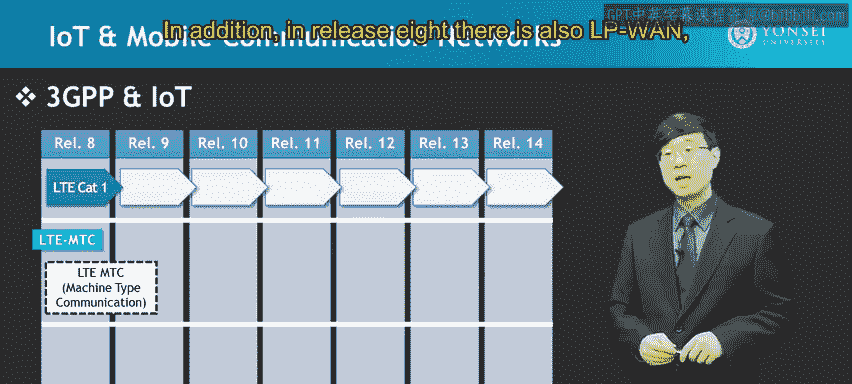 In addition, in release eight there is also LP-WAN,
IoT & Mobile Communication Networks
YONSEI
UNIVERSITY
❖ 3GPP & IoT
Rel. 8 Rel. 9 Rel. 10 Rel. 11 Rel. 12 Rel. 13 Rel. 14
LTE Cat 1
LTE-MTC
LTE MTC
(Machine Type
Communication)